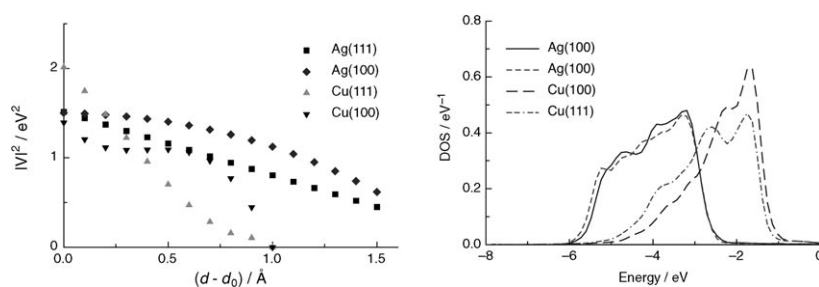 2
1
0
|V|² / eV²
0.0
0.5
1.0
1.5
(d - d₀) / Å
Ag(111)
Ag(100)
Cu(111)
Cu(100)
0.8
0.6
0.4
0.2
0.0
DOS / eV⁻¹
−8
−6
−4
−2
0
Energy / eV
Ag(100)
Ag(100)
Cu(100)
Cu(111)